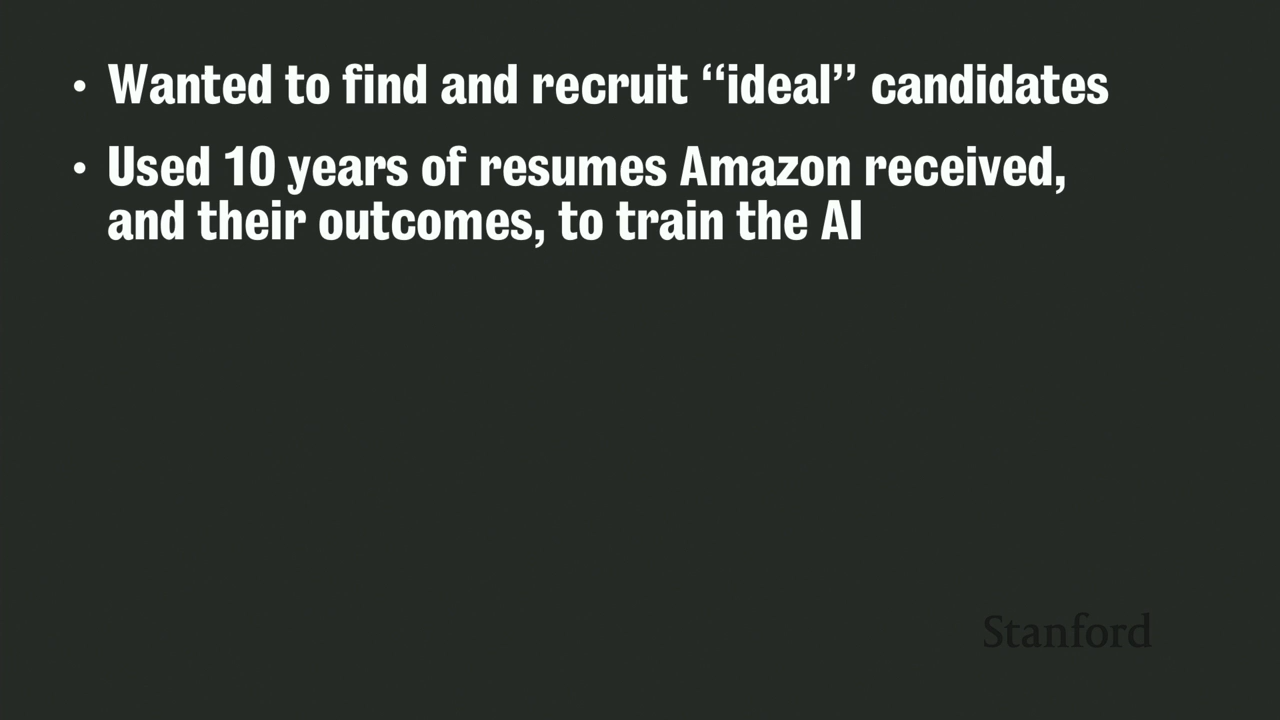 • Wanted to find and recruit “ideal” candidates
• Used 10 years of resumes Amazon received,
and their outcomes, to train the AI
Stanford